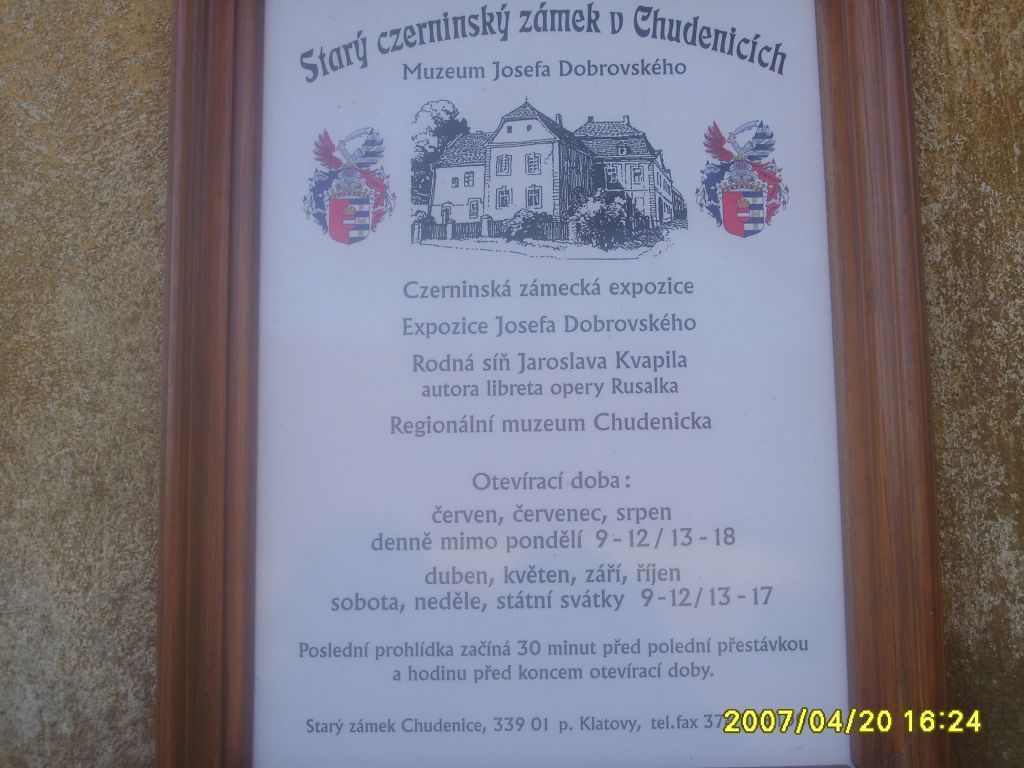 Starý czerninský zámek v Chudenicích
Muzeum Josefa Dobrovského
Czerninská zámecká expozice
Expozice Josefa Dobrovského
Rodná síň Jaroslava Kvapila
autora libreta opery Rusalka
Regionální muzeum Chudenicka
Otevírací doba:
červen, červenec, srpen
denně mimo pondělí 9 - 12 / 13 - 18
duben, květen, září, říjen
sobota, neděle, státní svátky 9 - 12 / 13 - 17
Poslední prohlídka začíná 30 minut před polední přestávkou
a hodinu před koncem otevírací doby.
Starý zámek Chudenice, 339 01 p. Klatovy, tel.fax 37
2007/04/20 16:24